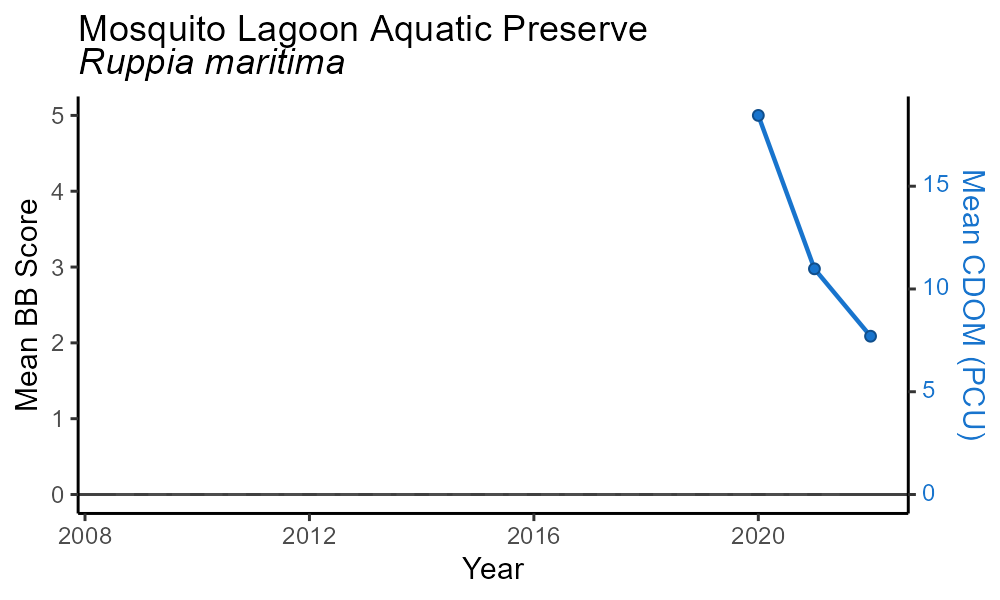 Mosquito Lagoon Aquatic Preserve
Ruppia maritima
Mean BB Score
5
4
3
2
1
0
15
10
5
0
Mean CDOM (PCU)
2008 2012 2016 2020
Year